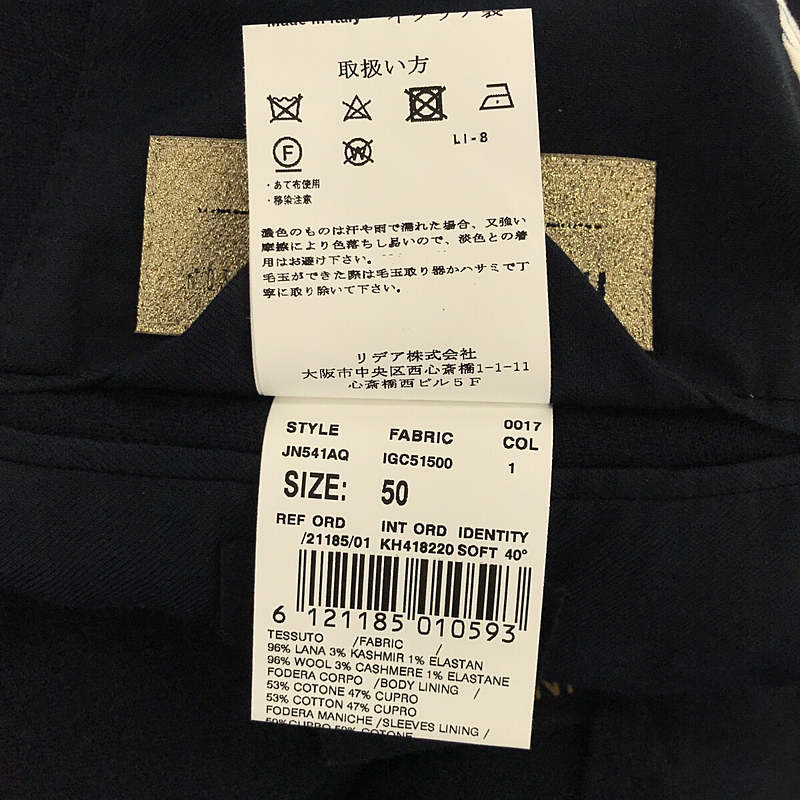 Made in Italy イタリア製
取扱い方
F W
LI-8
・あて布使用
・移染注意
濃色のものは汗や雨で濡れた場合、又強い
摩擦により色落ちし易いので、淡色との着
用はお避け下さい。
毛玉ができた際は毛玉取り器かハサミで丁
寧に取り除いて下さい。
リデア株式会社
大阪市中央区西心斎橋1-1-11
心斎橋西ビル5F
STYLE FABRIC 0017 COL
JN541AQ IGC51500 1
SIZE: 50
REF ORD INT ORD IDENTITY
/21185/01 KH418220 SOFT 40°
6 121185 010593
TESSUTO /FABRIC /
96% LANA 3% KASHMIR 1% ELASTAN
96% WOOL 3% CASHMERE 1% ELASTANE
FODERA CORPO /BODY LINING /
53% COTONE 47% CUPRO
53% COTTON 47% CUPRO
FODERA MANICHE /SLEEVES LINING /
50% CUPRO 50% COTONE